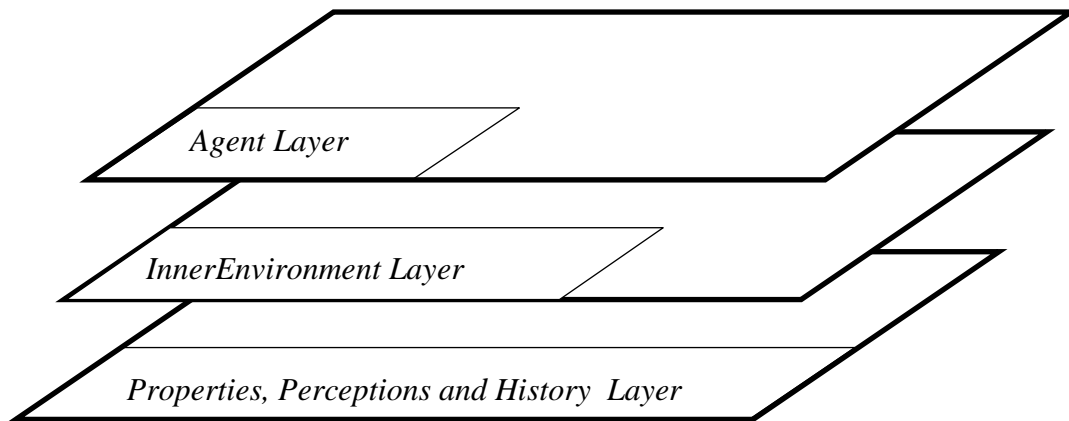 Agent Layer
InnerEnvironment Layer
Properties, Perceptions and History Layer